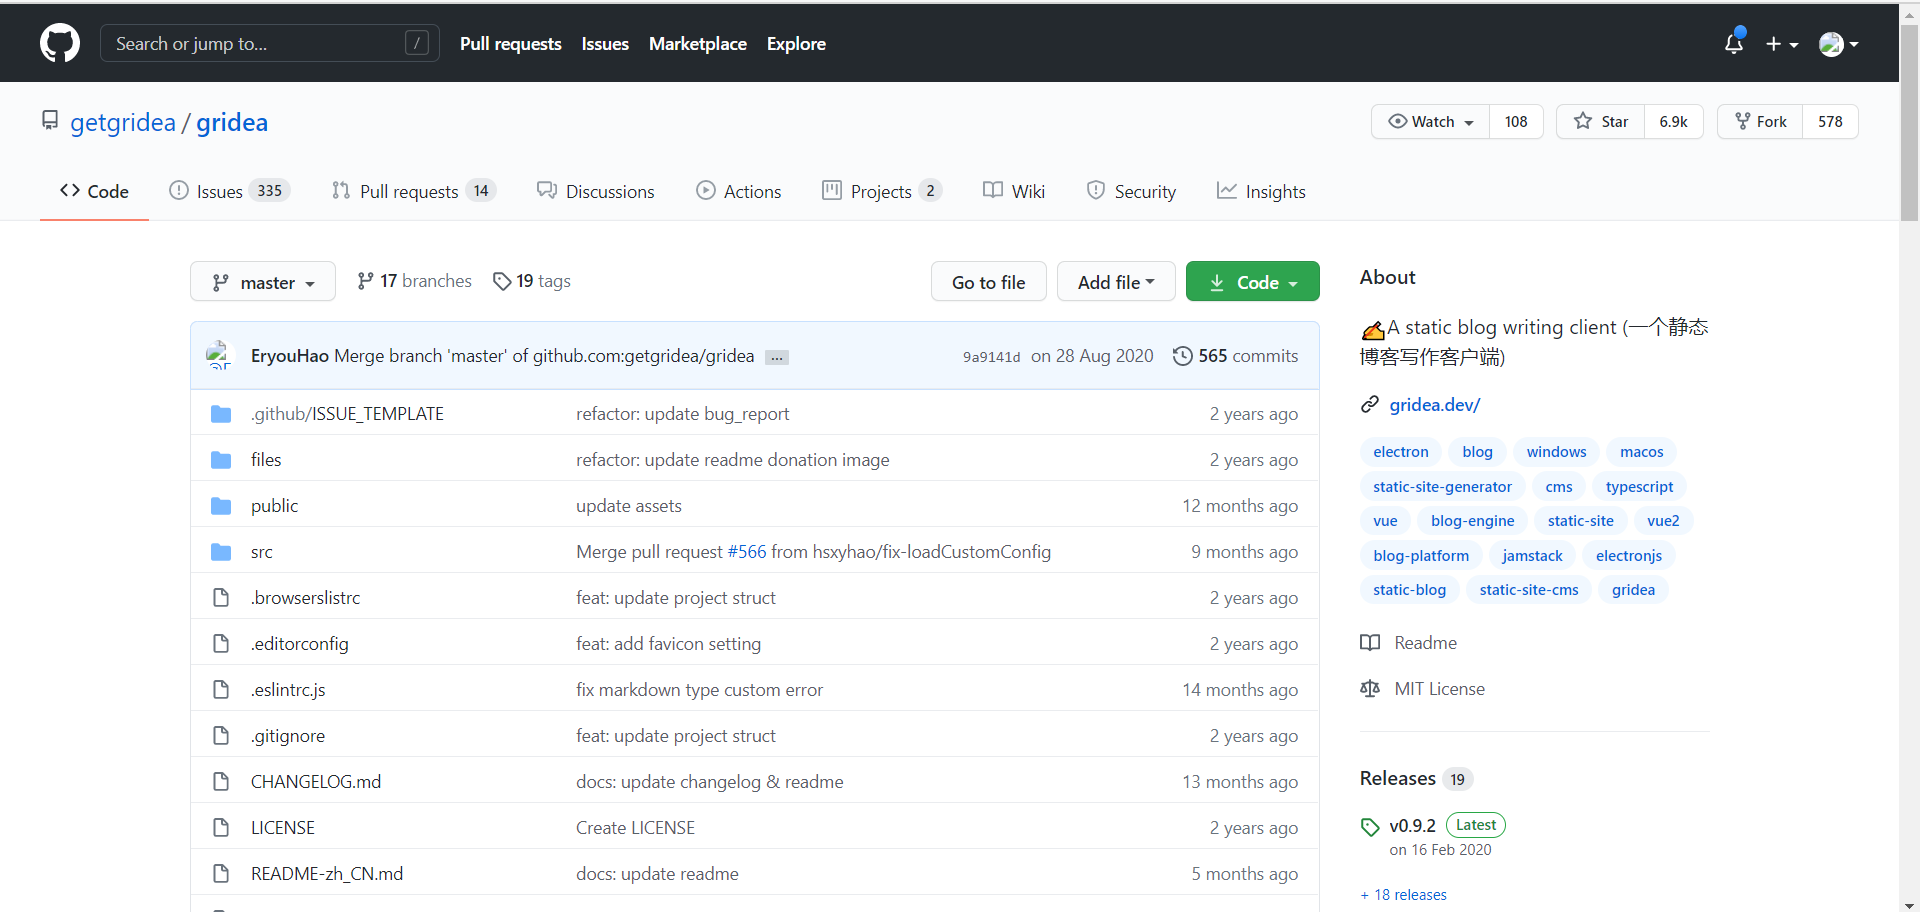 Search or jump to... /
Pull requests Issues Marketplace Explore
getgridea / gridea
Watch 108 Star 6.9k Fork 578
Code Issues 335 Pull requests 14 Discussions Actions Projects 2 Wiki Security Insights
master 17 branches 19 tags Go to file Add file Code
EryouHao Merge branch 'master' of github.com:getgridea/gridea ... 9a9141d on 28 Aug 2020 565 commits
.github/ISSUE_TEMPLATE refactor: update bug_report 2 years ago
files refactor: update readme donation image 2 years ago
public update assets 12 months ago
src Merge pull request #566 from hsxyhao/fix-loadCustomConfig 9 months ago
.browserslistrc feat: update project struct 2 years ago
.editorconfig feat: add favicon setting 2 years ago
.eslintrc.js fix markdown type custom error 14 months ago
.gitignore feat: update project struct 2 years ago
CHANGELOG.md docs: update changelog & readme 13 months ago
LICENSE Create LICENSE 2 years ago
README-zh_CN.md docs: update readme 5 months ago
About
✍️A static blog writing client (一个静态
博客写作客户端)
gridea.dev/
electron blog windows macos
static-site-generator cms typescript
vue blog-engine static-site vue2
blog-platform jamstack electronjs
static-blog static-site-cms gridea
Readme
MIT License
Releases 19
v0.9.2 Latest
on 16 Feb 2020
+ 18 releases